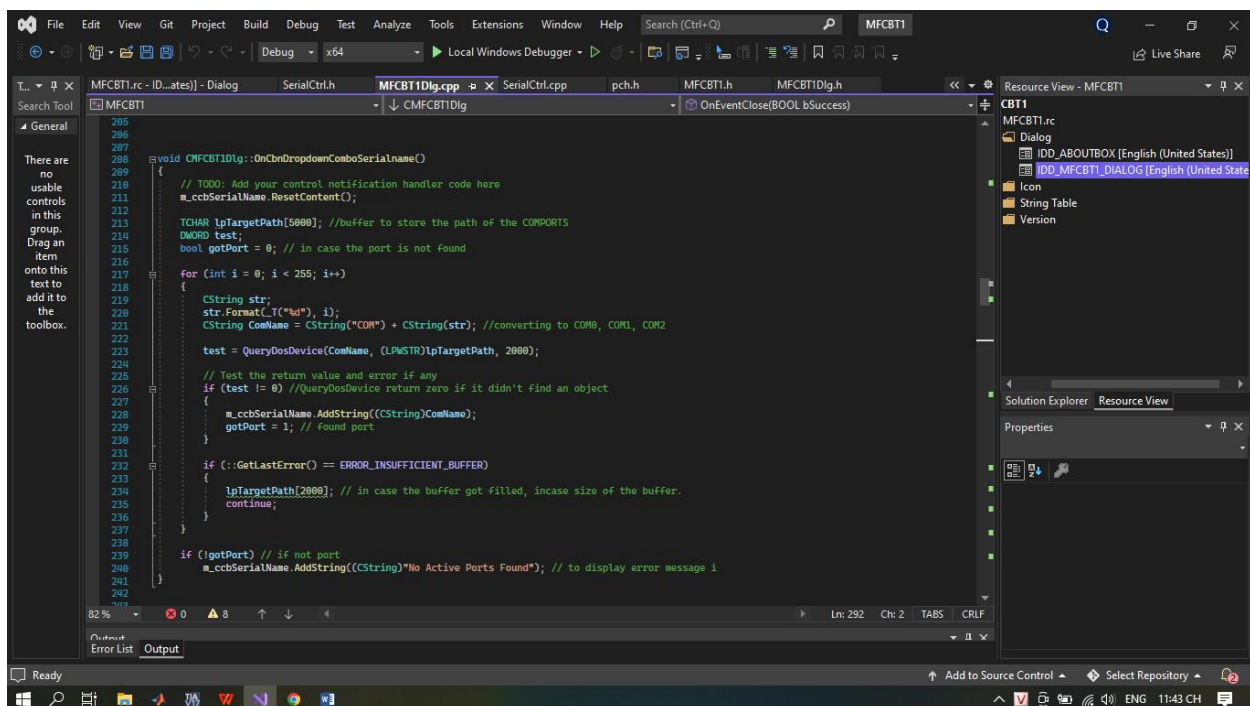 File Edit View Git Project Build Debug Test Analyze Tools Extensions Window Help Search (Ctrl+Q) MFCBT1
Debug x64 Local Windows Debugger Live Share
T... MFCBT1.rc - ID...ates)] - Dialog SerialCtrl.h MFCBT1Dlg.cpp SerialCtrl.cpp pch.h MFCBT1.h MFCBT1Dlg.h
Search Tool
General
There are
no
usable
controls
in this
group.
Drag an
item
onto this
text to
add it to
the
toolbox.
MFCBT1 CMFCBT1Dlg OnEventClose(BOOL bSuccess)
205
206
207
208 void CMFCBT1Dlg::OnCbnDropdownComboSerialname()
209 {
210 // TODO: Add your control notification handler code here
211 m_ccbSerialName.ResetContent();
212
213 TCHAR lpTargetPath[5000]; //buffer to store the path of the COMPORTS
214 DWORD test;
215 bool gotPort = 0; // in case the port is not found
216
217 for (int i = 0; i < 255; i++)
218 {
219 CString str;
220 str.Format(_T("%d"), i);
221 CString ComName = CString("COM") + CString(str); //converting to COM0, COM1, COM2
222
223 test = QueryDosDevice(ComName, (LPWSTR)lpTargetPath, 2000);
224
225 // Test the return value and error if any
226 if (test != 0) //QueryDosDevice return zero if it didn't find an object
227 {
228 m_ccbSerialName.AddString((CString)ComName);
229 gotPort = 1; // found port
230 }
231
232 if (::GetLastError() == ERROR_INSUFFICIENT_BUFFER)
233 {
234 lpTargetPath[2000]; // in case the buffer got filled, incase size of the buffer.
235 continue;
236 }
237 }
238
239 if (!gotPort) // if not port
240 m_ccbSerialName.AddString((CString)"No Active Ports Found"); // to display error message i
241 }
242
82 % 0 8 Ln: 292 Ch: 2 TABS CRLF
Output
Error List Output
Resource View - MFCBT1
CBT1
MFCBT1.rc
Dialog
IDD_ABOUTBOX [English (United States)]
IDD_MFCBT1_DIALOG [English (United State
Icon
String Table
Version
Solution Explorer Resource View
Properties
Ready Add to Source Control Select Repository 2
ENG 11:43 CH